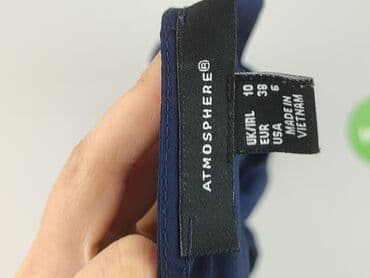 ATMOSPHERE®
UK/IRL 10
EUR 38
USA 6
MADE IN
VIETNAM